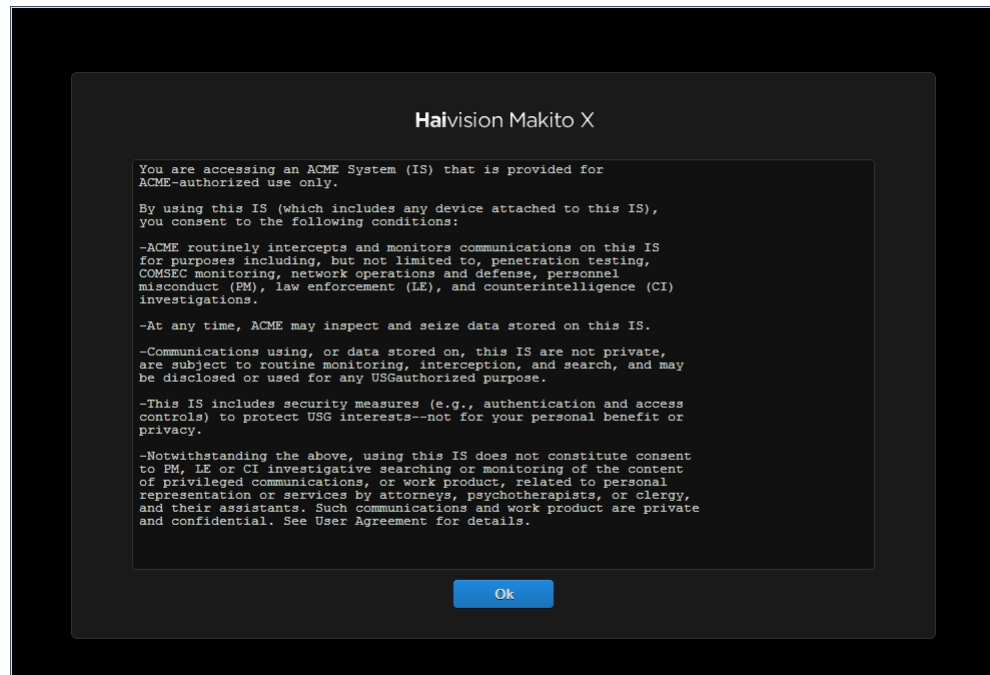 Haivision Makito X
You are accessing an ACME System (IS) that is provided for
ACME-authorized use only.
By using this IS (which includes any device attached to this IS),
you consent to the following conditions:
-ACME routinely intercepts and monitors communications on this IS
for purposes including, but not limited to, penetration testing,
COMSEC monitoring, network operations and defense, personnel
misconduct (PM), law enforcement (LE), and counterintelligence (CI)
investigations.
-At any time, ACME may inspect and seize data stored on this IS.
-Communications using, or data stored on, this IS are not private,
are subject to routine monitoring, interception, and search, and may
be disclosed or used for any USGauthorized purpose.
-This IS includes security measures (e.g., authentication and access
controls) to protect USG interests--not for your personal benefit or
privacy.
-Notwithstanding the above, using this IS does not constitute consent
to PM, LE or CI investigative searching or monitoring of the content
of privileged communications, or work product, related to personal
representation or services by attorneys, psychotherapists, or clergy,
and their assistants. Such communications and work product are private
and confidential. See User Agreement for details.
Ok